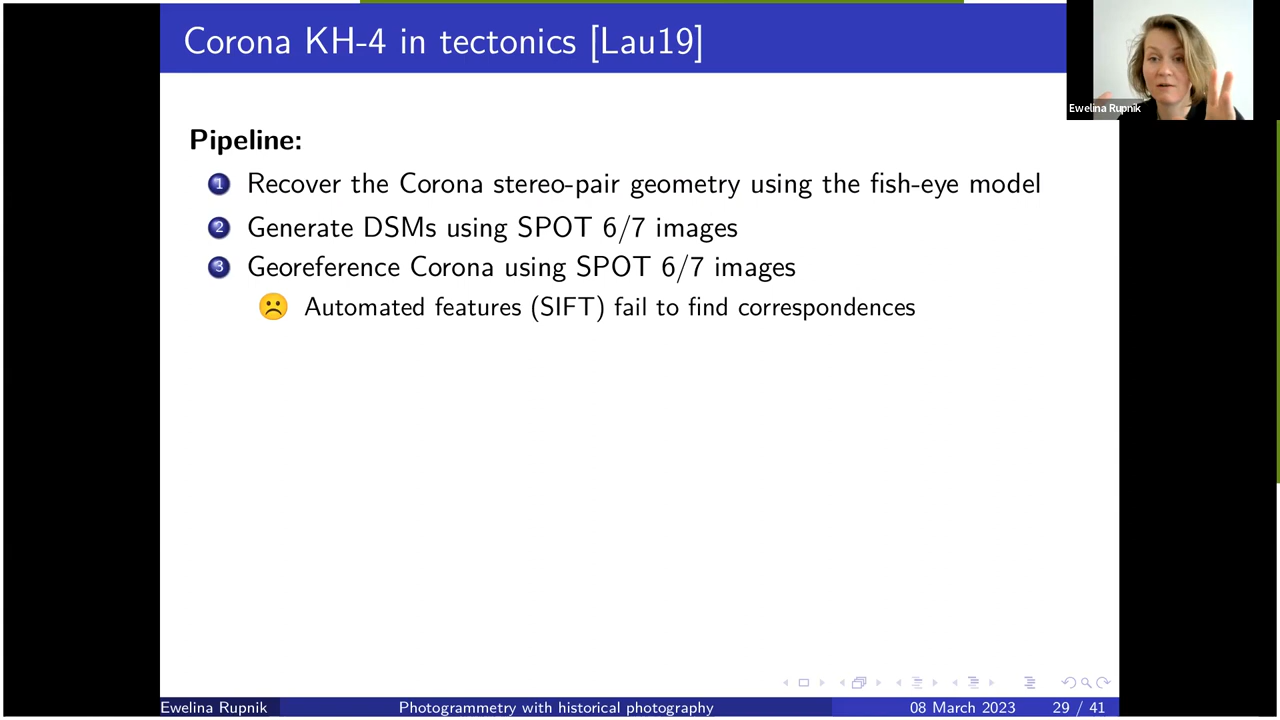 Corona KH-4 in tectonics [Lau19]
Ewelina Rupnik
Pipeline:
1 Recover the Corona stereo-pair geometry using the fish-eye model
2 Generate DSMs using SPOT 6/7 images
3 Georeference Corona using SPOT 6/7 images
Automated features (SIFT) fail to find correspondences
Ewelina Rupnik Photogrammetry with historical photography 08 March 2023 29 / 41